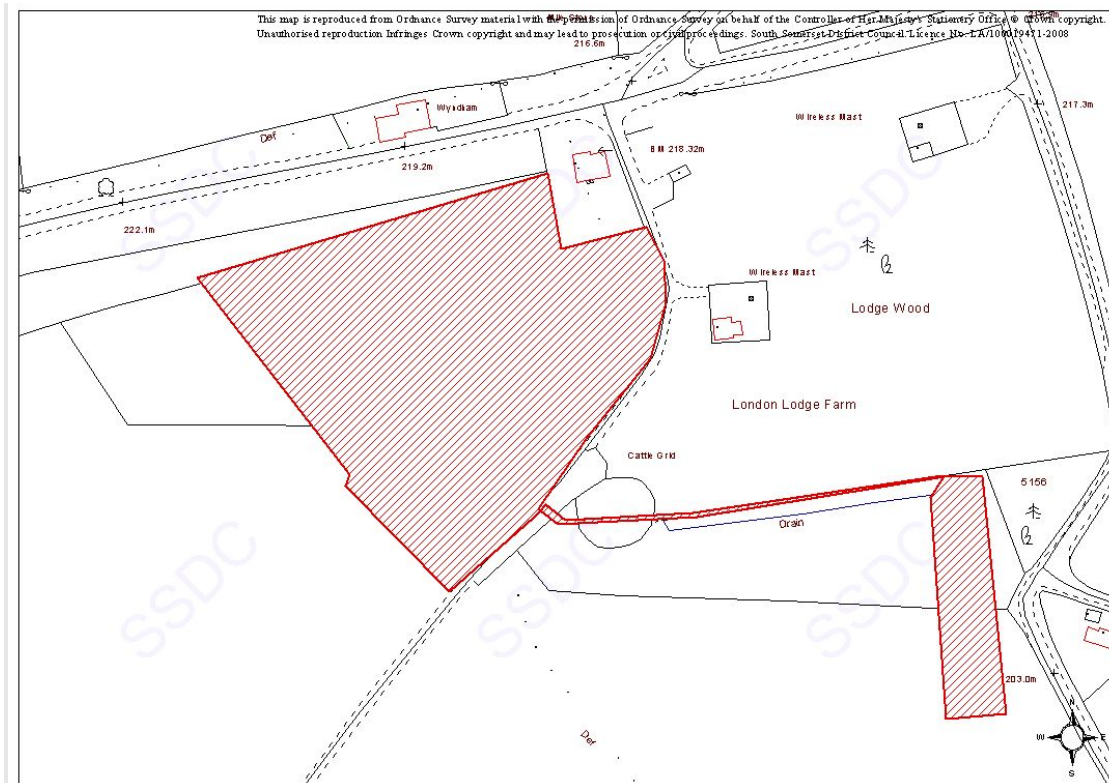 This map is reproduced from Ordnance Survey material with the permission of Ordnance Survey on behalf of the Controller of Her Majesty's Stationery Office © Crown copyright.
Unauthorised reproduction infringes Crown copyright and may lead to prosecution or civil proceedings. South Somerset District Council Licence No. LA/100019471-2008
216.6m
Wyndham
Def
Wireless Mast
217.3m
BM 218.32m
219.2m
222.1m
SSDC
SSDC
SSDC
Wireless Mast
Lodge Wood
London Lodge Farm
Cattle Grid
5156
Drain
SSDC
SSDC
SSDC
203.0m
Def
N
W E
S